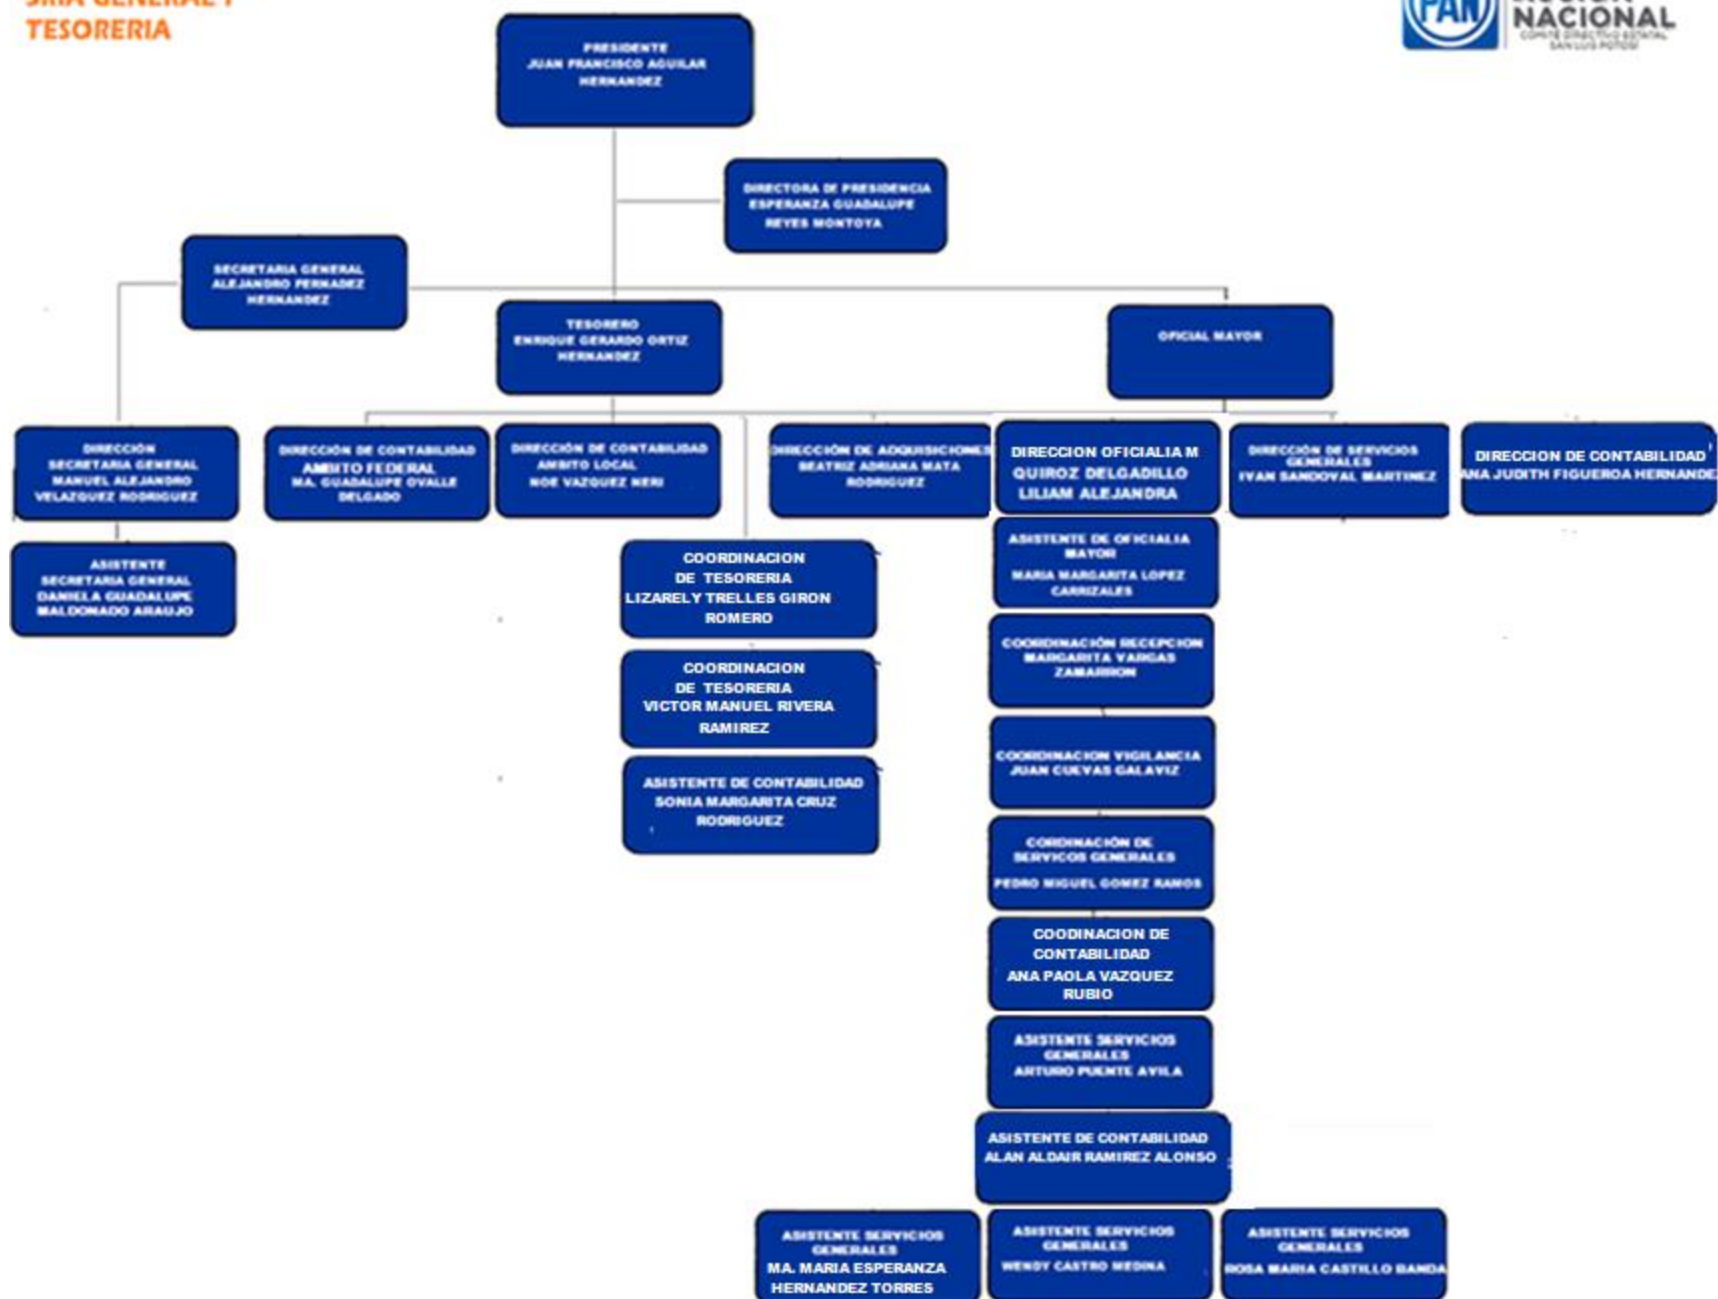 TESORERIA
PAN
NACIONAL
COMITÉ DIRECTIVO ESTATAL
SAN LUIS POTOSÍ
PRESIDENTE
JUAN FRANCISCO AGUILAR
HERNANDEZ
DIRECTORA DE PRESIDENCIA
ESPERANZA GUADALUPE
REYES MONTOYA
SECRETARIA GENERAL
ALEJANDRO FERNADEZ
HERNANDEZ
TESORERO
ENRIQUE GERARDO ORTIZ
HERNANDEZ
OFICIAL MAYOR
DIRECCIÓN
SECRETARIA GENERAL
MANUEL ALEJANDRO
VELAZQUEZ RODRIGUEZ
DIRECCIÓN DE CONTABILIDAD
AMBITO FEDERAL
MA. GUADALUPE OVALLE
DELGADO
DIRECCIÓN DE CONTABILIDAD
AMBITO LOCAL
NOE VAZQUEZ NERI
DIRECCIÓN DE ADQUISICIONES
BEATRIZ ADRIANA MATA
RODRIGUEZ
DIRECCION OFICIALIA M
QUIROZ DELGADILLO
LILIAM ALEJANDRA
DIRECCIÓN DE SERVICIOS
GENERALES
IVAN SANDOVAL MARTINEZ
DIRECCION DE CONTABILIDAD
ANA JUDITH FIGUEROA HERNANDE
ASISTENTE
SECRETARIA GENERAL
DANIELA GUADALUPE
MALDONADO ARAUJO
COORDINACION
DE TESORERIA
LIZARELY TRELLES GIRON
ROMERO
COORDINACION
DE TESORERIA
VICTOR MANUEL RIVERA
RAMIREZ
ASISTENTE DE CONTABILIDAD
SONIA MARGARITA CRUZ
RODRIGUEZ
ASISTENTE DE OFICIALIA
MAYOR
MARIA MARGARITA LOPEZ
CARRIZALES
COORDINACIÓN RECEPCION
MARGARITA VARGAS
ZAMARRON
COORDINACION VIGILANCIA
JUAN CUEVAS GALAVIZ
CORDINACIÓN DE
SERVICOS GENERALES
PEDRO MIGUEL GOMEZ RAMOS
COODINACION DE
CONTABILIDAD
ANA PAOLA VAZQUEZ
RUBIO
ASISTENTE SERVICIOS
GENERALES
ARTURO PUENTE AVILA
ASISTENTE DE CONTABILIDAD
ALAN ALDAIR RAMIREZ ALONSO
ASISTENTE SERVICIOS
GENERALES
MA. MARIA ESPERANZA
HERNANDEZ TORRES
ASISTENTE SERVICIOS
GENERALES
WENDY CASTRO MEDINA
ASISTENTE SERVICIOS
GENERALES
ROSA MARIA CASTILLO BANDA